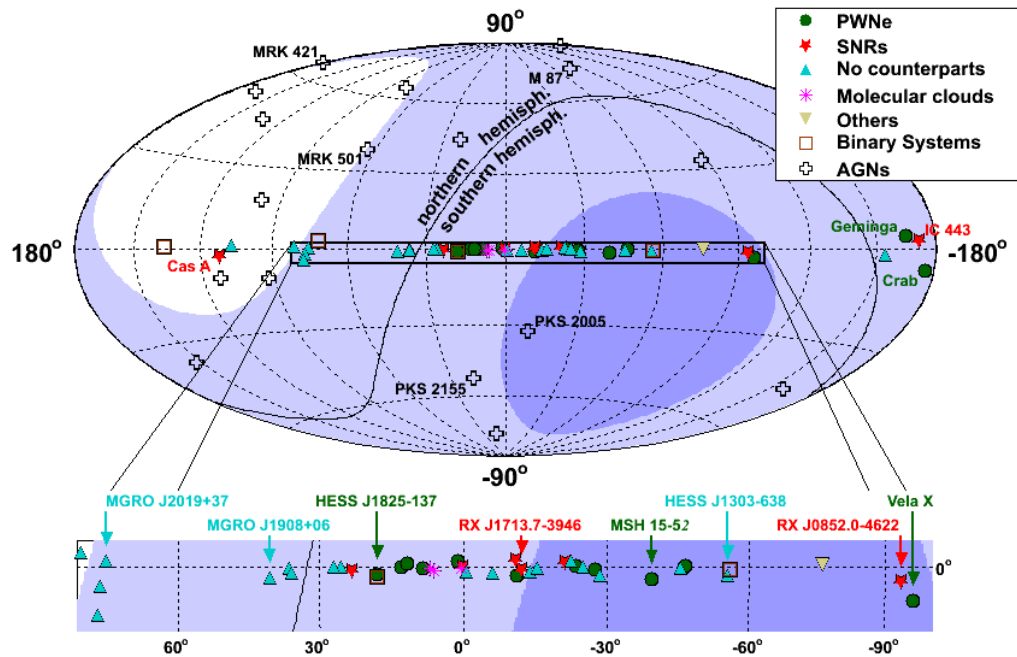 90°
PWNe
SNRs
No counterparts
Molecular clouds
Others
Binary Systems
AGNs
MRK 421
M 87
MRK 501
northern hemisph.
southern hemisph.
180°
Cas A
Geminga
IC 443
-180°
Crab
PKS 2005
PKS 2155
-90°
MGRO J2019+37
HESS J1825-137
HESS J1303-638
Vela X
MGRO J1908+06
RX J1713.7-3946
MSH 15-52
RX J0852.0-4622
0°
60° 30° 0° -30° -60° -90°